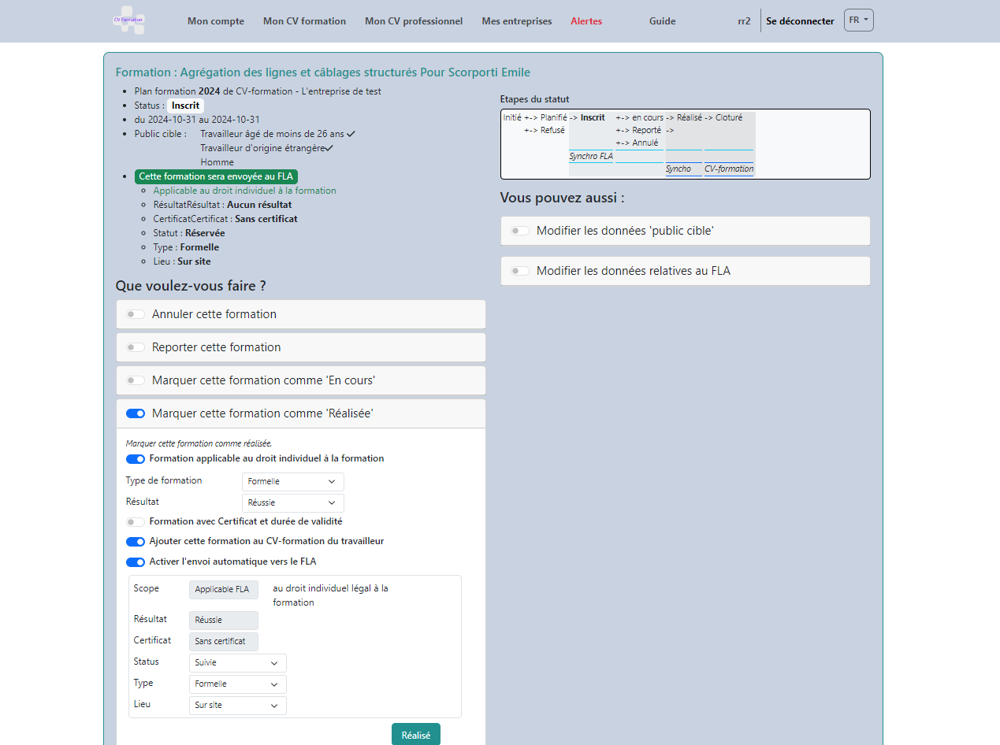 CV Formation
Mon compte Mon CV formation Mon CV professionnel Mes entreprises Alertes Guide rr2 Se déconnecter FR
Formation : Agrégation des lignes et câblages structurés Pour Scorporti Emile
Plan formation 2024 de CV-formation - L'entreprise de test
Status : Inscrit
du 2024-10-31 au 2024-10-31
Public cible : Travailleur âgé de moins de 26 ans
Travailleur d'origine étrangère
Homme
Cette formation sera envoyée au FLA
Applicable au droit individuel à la formation
RésultatRésultat : Aucun résultat
CertificatCertificat : Sans certificat
Statut : Réservée
Type : Formelle
Lieu : Sur site
Que voulez-vous faire ?
Annuler cette formation
Reporter cette formation
Marquer cette formation comme 'En cours'
Marquer cette formation comme 'Réalisée'
Marquer cette formation comme réalisée.
Formation applicable au droit individuel à la formation
Type de formation Formelle
Résultat Réussie
Formation avec Certificat et durée de validité
Ajouter cette formation au CV-formation du travailleur
Activer l'envoi automatique vers le FLA
Scope Applicable FLA au droit individuel légal à la
formation
Résultat Réussie
Certificat Sans certificat
Status Suivie
Type Formelle
Lieu Sur site
Réalisé
Etapes du statut
Initié +-> Planifié -> Inscrit +-> en cours -> Réalisé -> Cloturé
+-> Refusé +-> Reporté ->
+-> Annulé
Synchro FLA
Synchro CV-formation
Vous pouvez aussi :
Modifier les données 'public cible'
Modifier les données relatives au FLA